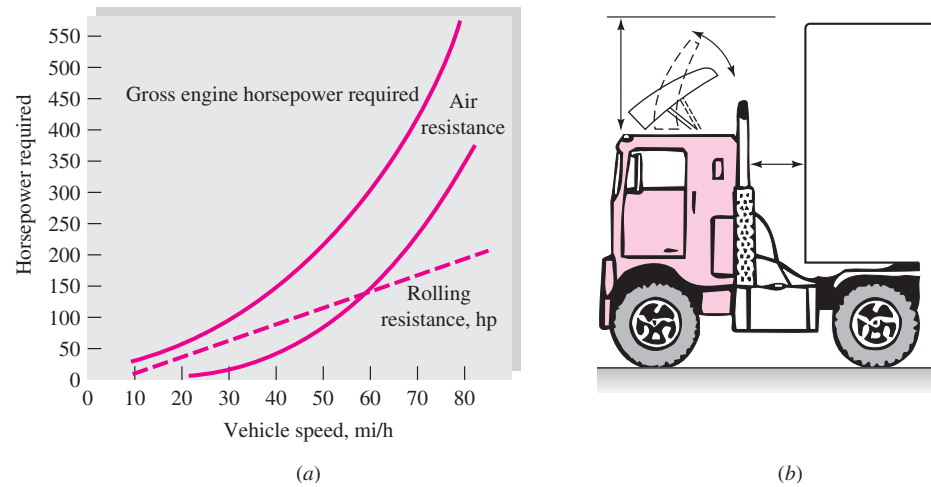 Horsepower required
550
500
450
400
350
300
250
200
150
100
50
0
Gross engine horsepower required
Air
resistance
Rolling
resistance, hp
0 10 20 30 40 50 60 70 80
Vehicle speed, mi/h
(a)
(b)